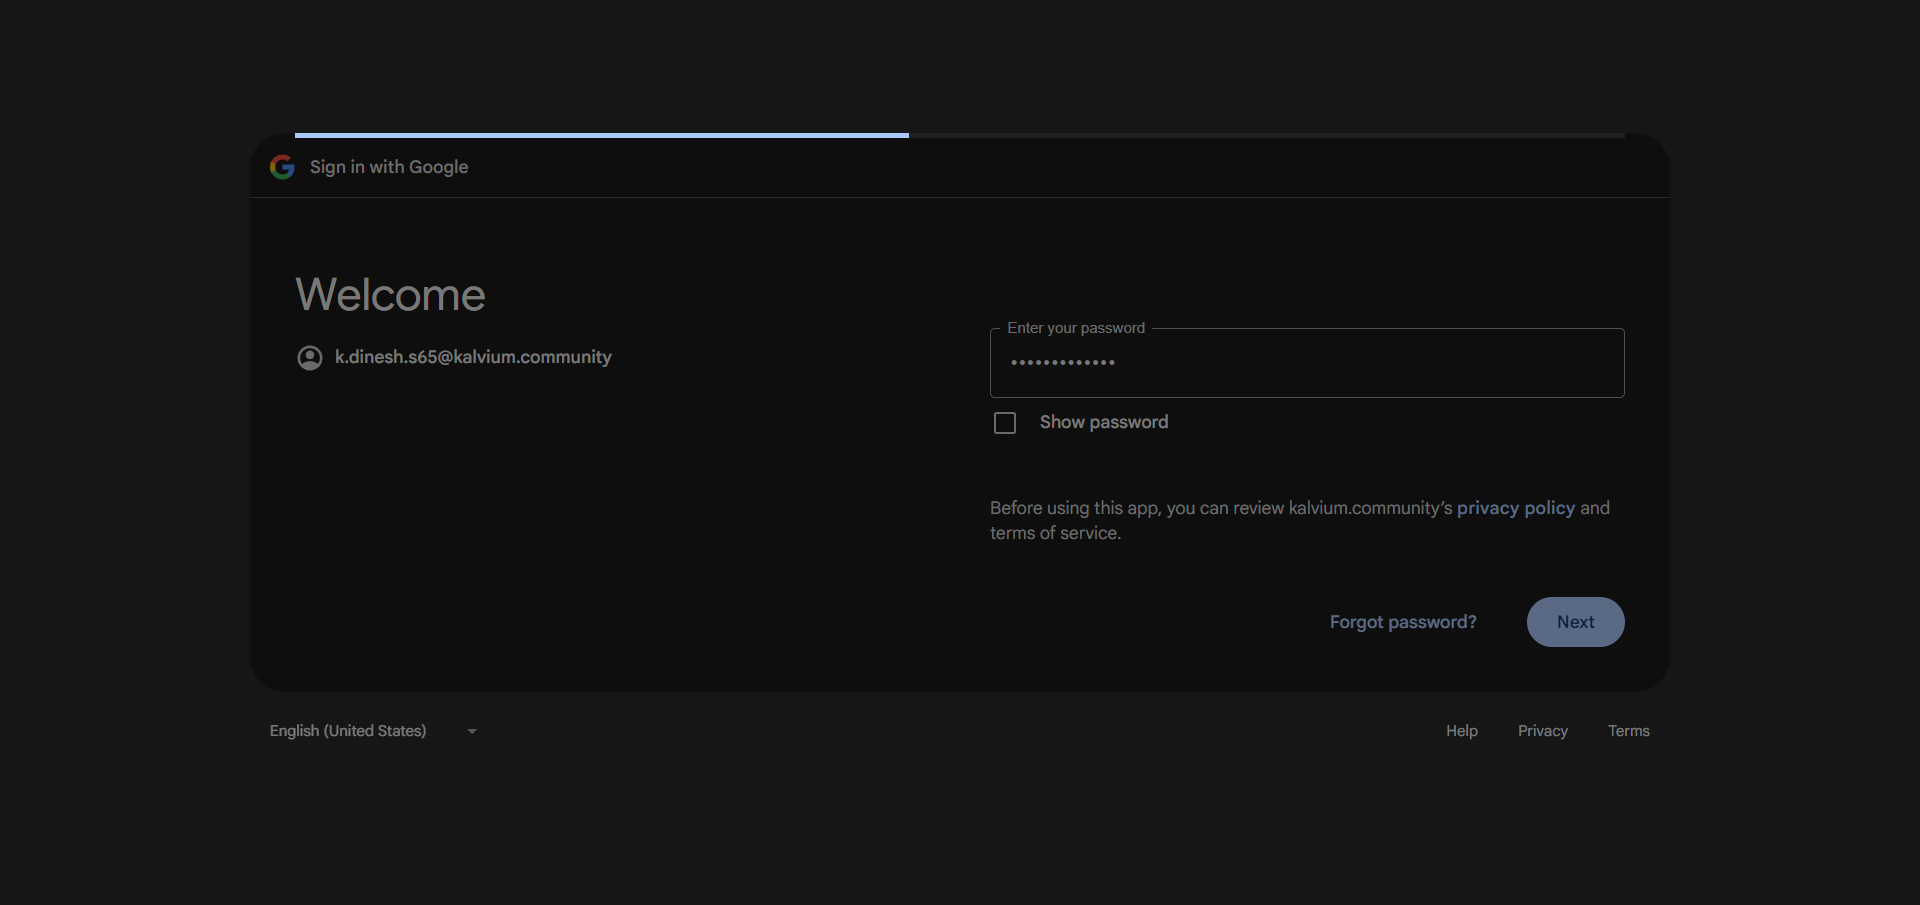 Sign in with Google
Welcome
k.dinesh.s65@kalvium.community
Enter your password
•••••••••••••
Show password
Before using this app, you can review kalvium.community’s privacy policy and
terms of service.
Forgot password?
Next
English (United States)
Help
Privacy
Terms